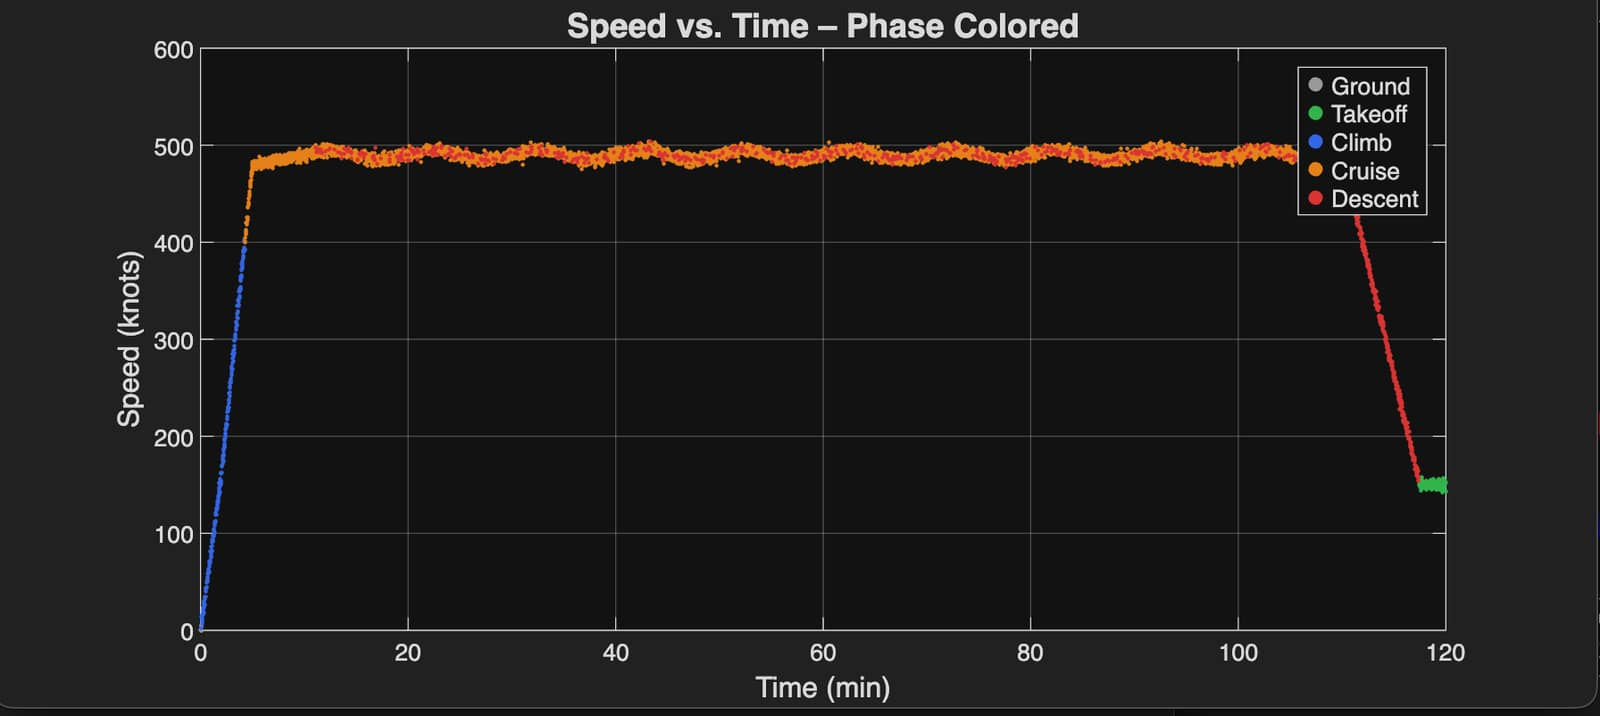 Speed vs. Time – Phase Colored
600
500
400
300
200
100
0
Speed (knots)
Ground
Takeoff
Climb
Cruise
Descent
0 20 40 60 80 100 120
Time (min)